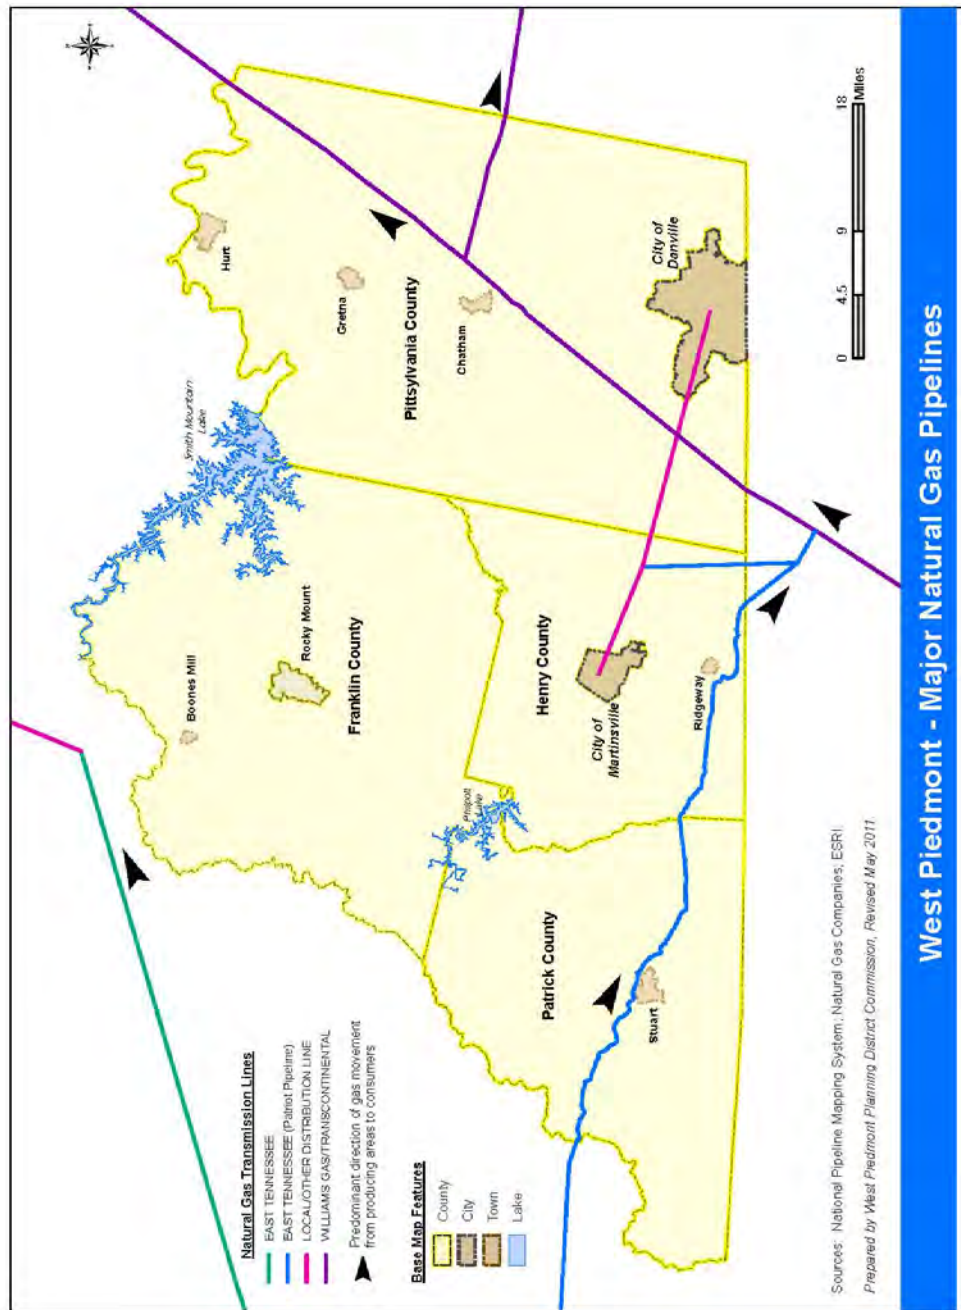 West Piedmont - Major Natural Gas Pipelines
Natural Gas Transmission Lines
EAST TENNESSEE
EAST TENNESSEE (Patriot Pipeline)
LOCAL/OTHER DISTRIBUTION LINE
WILLIAMS GAS/TRANSCONTINENTAL
Predominant direction of gas movement
from producing areas to consumers
Base Map Features
County
City
Town
Lake
Boones Mill
Rocky Mount
Franklin County
Smith Mountain
Lake
Hurt
Gretna
Pittsylvania County
Chatham
Philpott
Lake
Patrick County
Stuart
Henry County
City of
Martinsville
Ridgeway
City of
Danville
0
4.5
9
18
Miles
Sources: National Pipeline Mapping System; Natural Gas Companies; ESRI
Prepared by West Piedmont Planning District Commission, Revised May 2011.